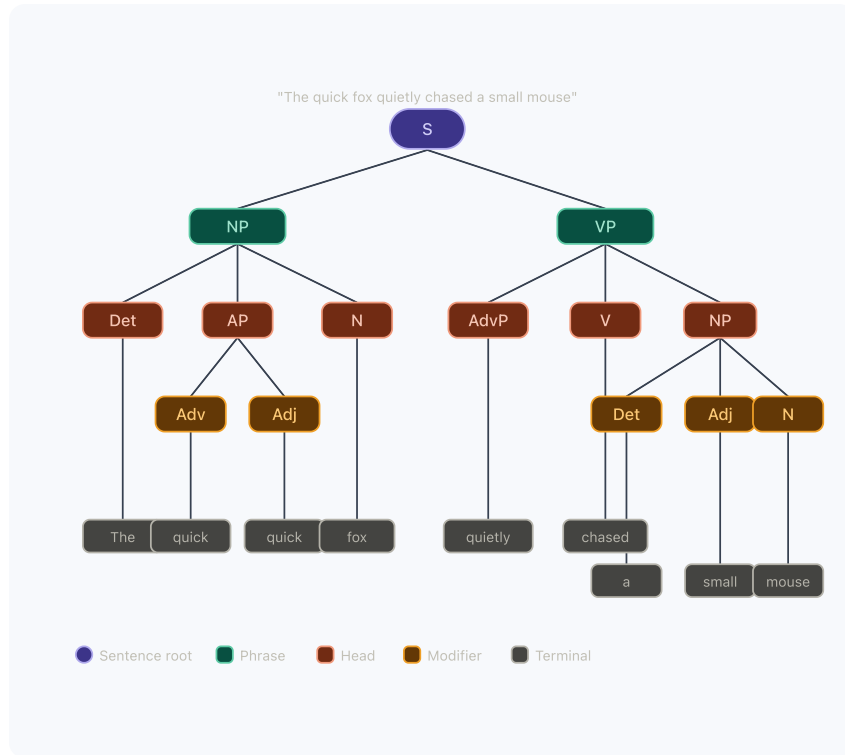 "The quick fox quietly chased a small mouse"
S
NP VP
Det AP N AdvP V NP
Adv Adj Det Adj N
The quick quick fox quietly chased
a small mouse
Sentence root Phrase Head Modifier Terminal